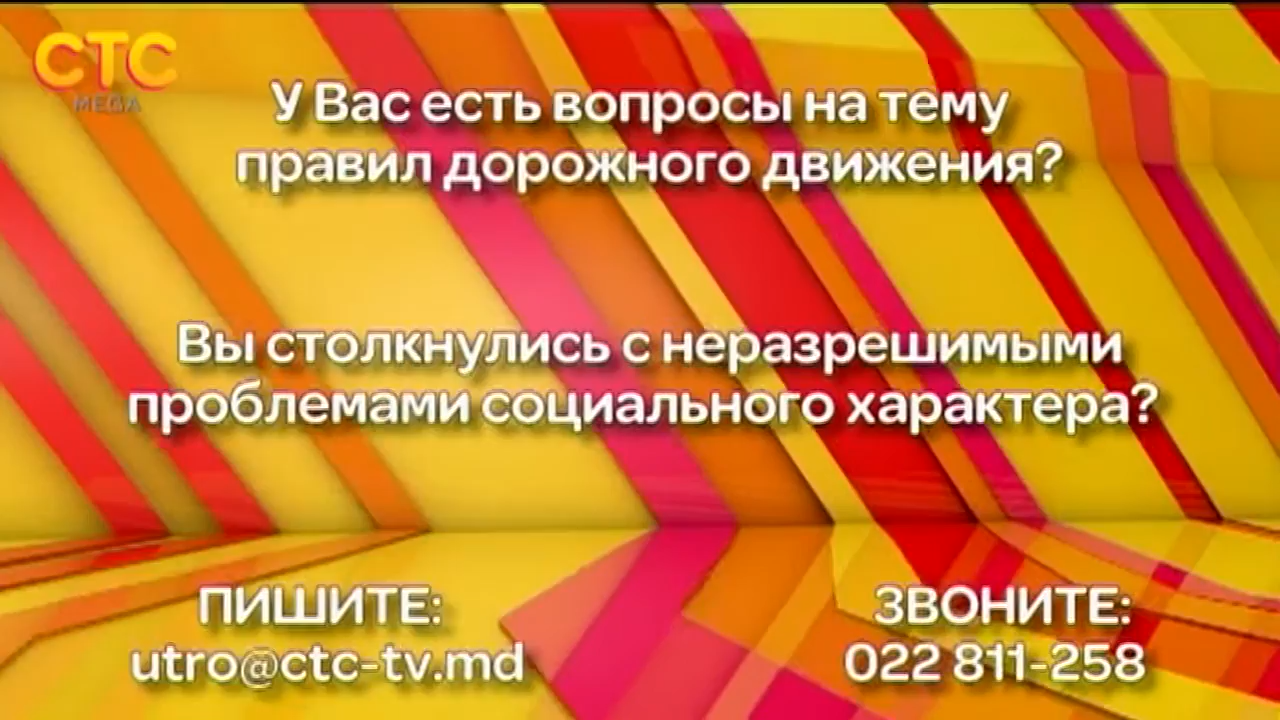 СТС
MEGA
У Вас есть вопросы на тему
правил дорожного движения?
Вы столкнулись с неразрешимыми
проблемами социального характера?
ПИШИТЕ:
utro@ctc-tv.md
ЗВОНИТЕ:
022 811-258